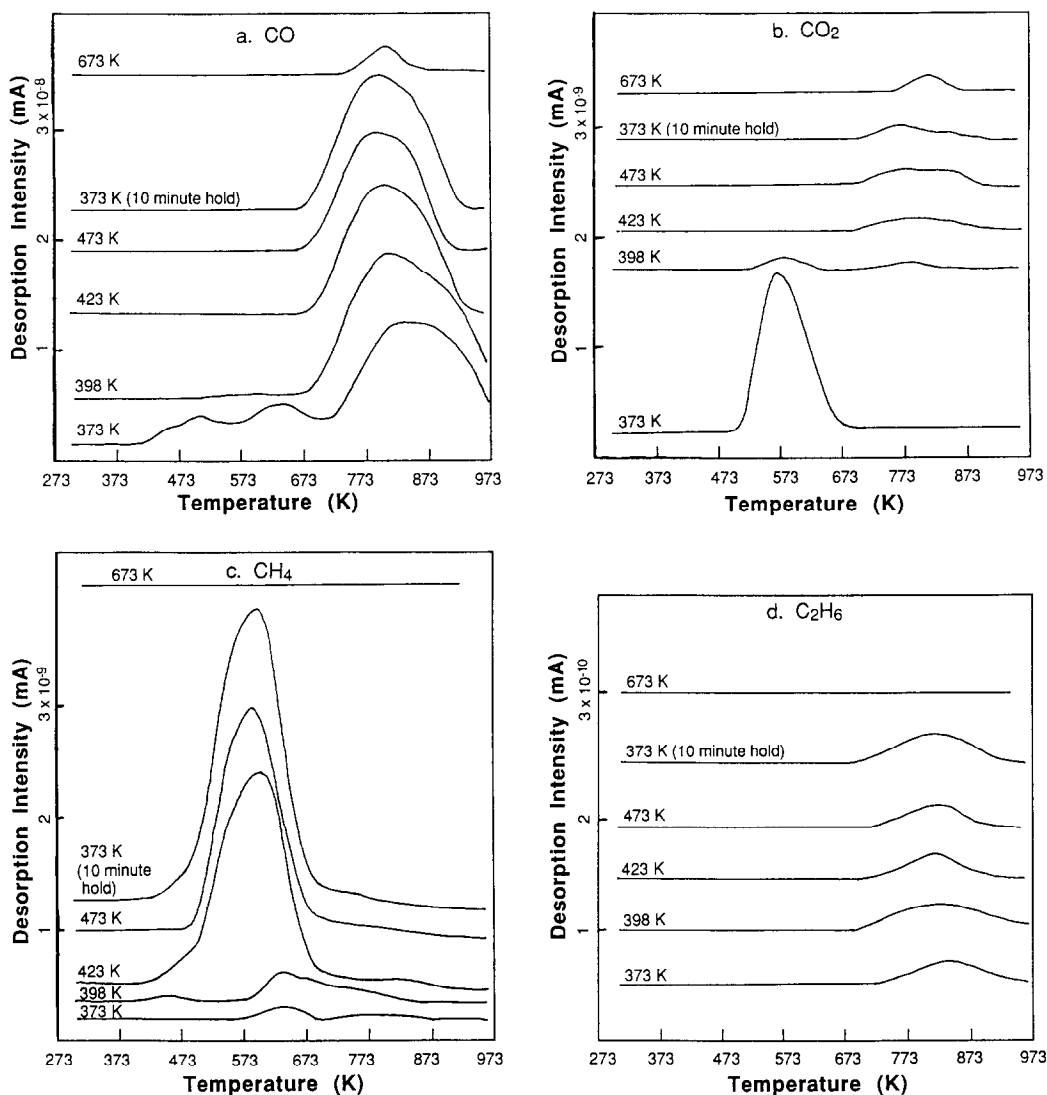 a. CO
Desorption Intensity (mA)
3 x 10-8
2
1
673 K
373 K (10 minute hold)
473 K
423 K
398 K
373 K
273 373 473 573 673 773 873 973
Temperature (K)
b. CO2
Desorption Intensity (mA)
3 x 10-9
2
1
673 K
373 K (10 minute hold)
473 K
423 K
398 K
373 K
273 373 473 573 673 773 873 973
Temperature (K)
c. CH4
Desorption Intensity (mA)
3 x 10-9
2
1
673 K
373 K
(10 minute
hold)
473 K
423 K
398 K
373 K
273 373 473 573 673 773 873 973
Temperature (K)
d. C2H6
Desorption Intensity (mA)
3 x 10-10
2
1
673 K
373 K (10 minute hold)
473 K
423 K
398 K
373 K
273 373 473 573 673 773 873 973
Temperature (K)